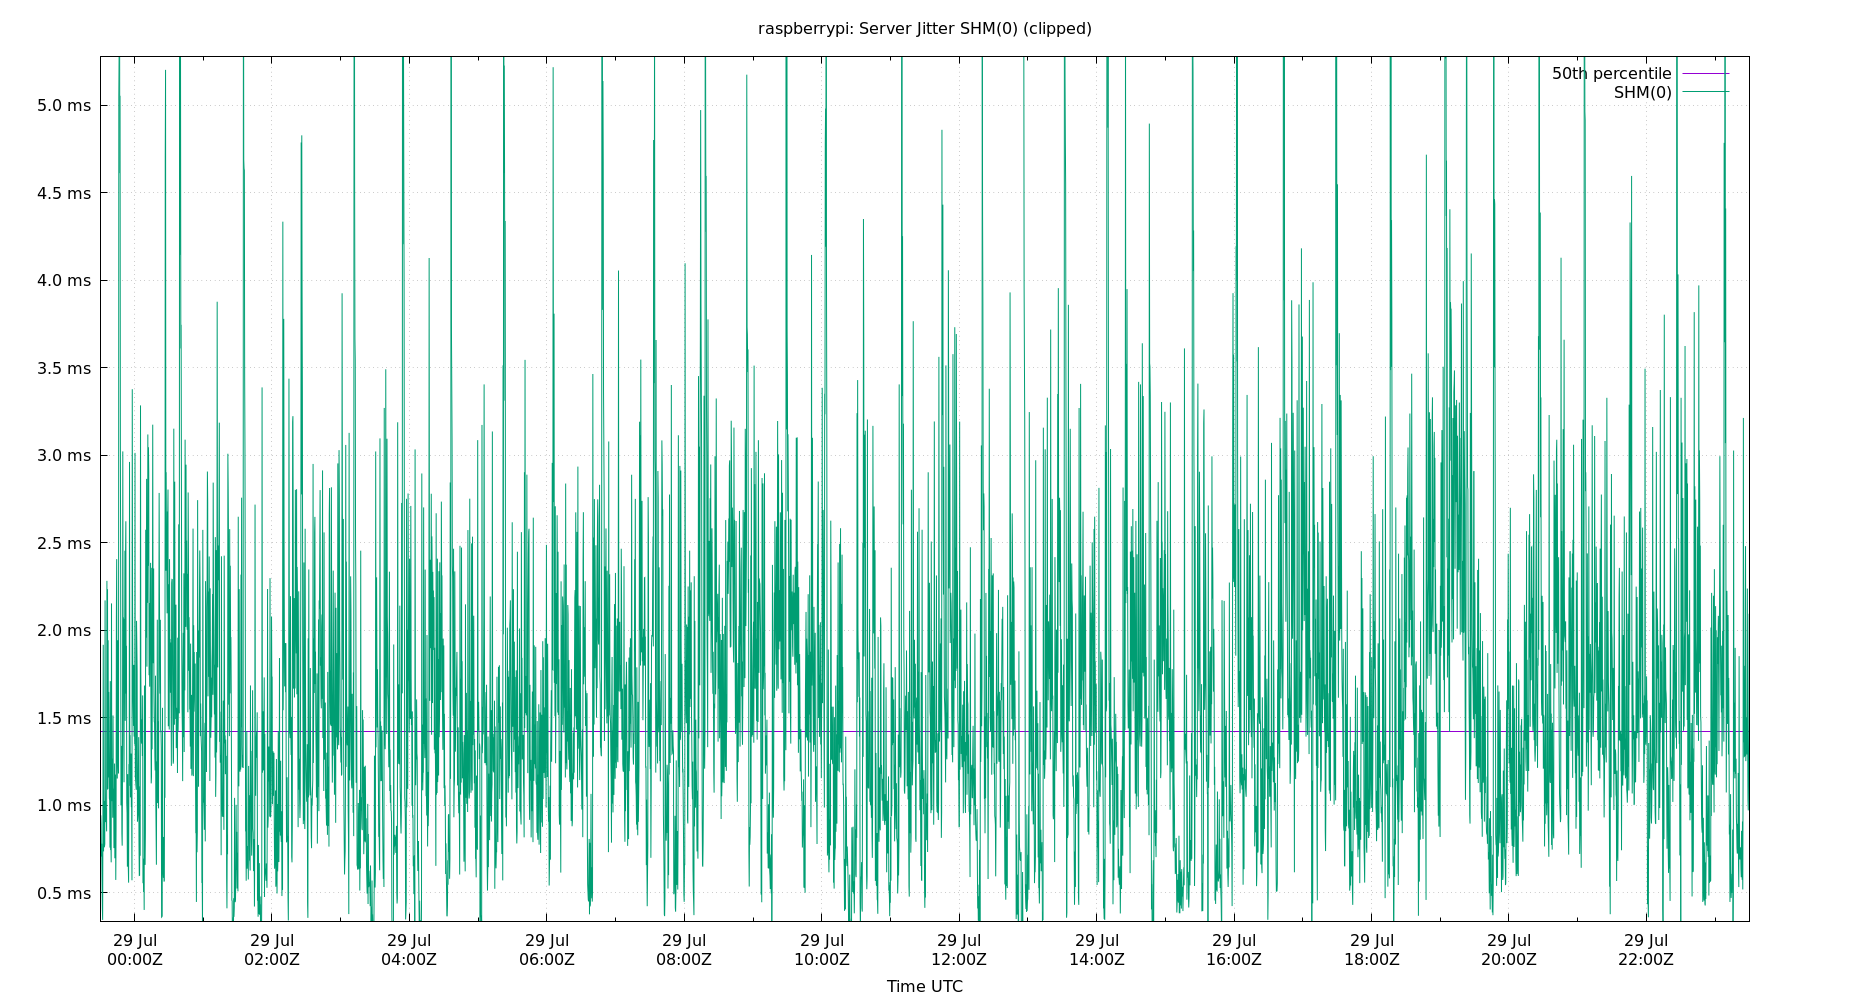 raspberrypi: Server Jitter SHM(0) (clipped)
50th percentile
SHM(0)
5.0 ms
4.5 ms
4.0 ms
3.5 ms
3.0 ms
2.5 ms
2.0 ms
1.5 ms
1.0 ms
0.5 ms
29 Jul 29 Jul 29 Jul 29 Jul 29 Jul 29 Jul 29 Jul 29 Jul 29 Jul 29 Jul 29 Jul 29 Jul
00:00Z 02:00Z 04:00Z 06:00Z 08:00Z 10:00Z 12:00Z 14:00Z 16:00Z 18:00Z 20:00Z 22:00Z
Time UTC